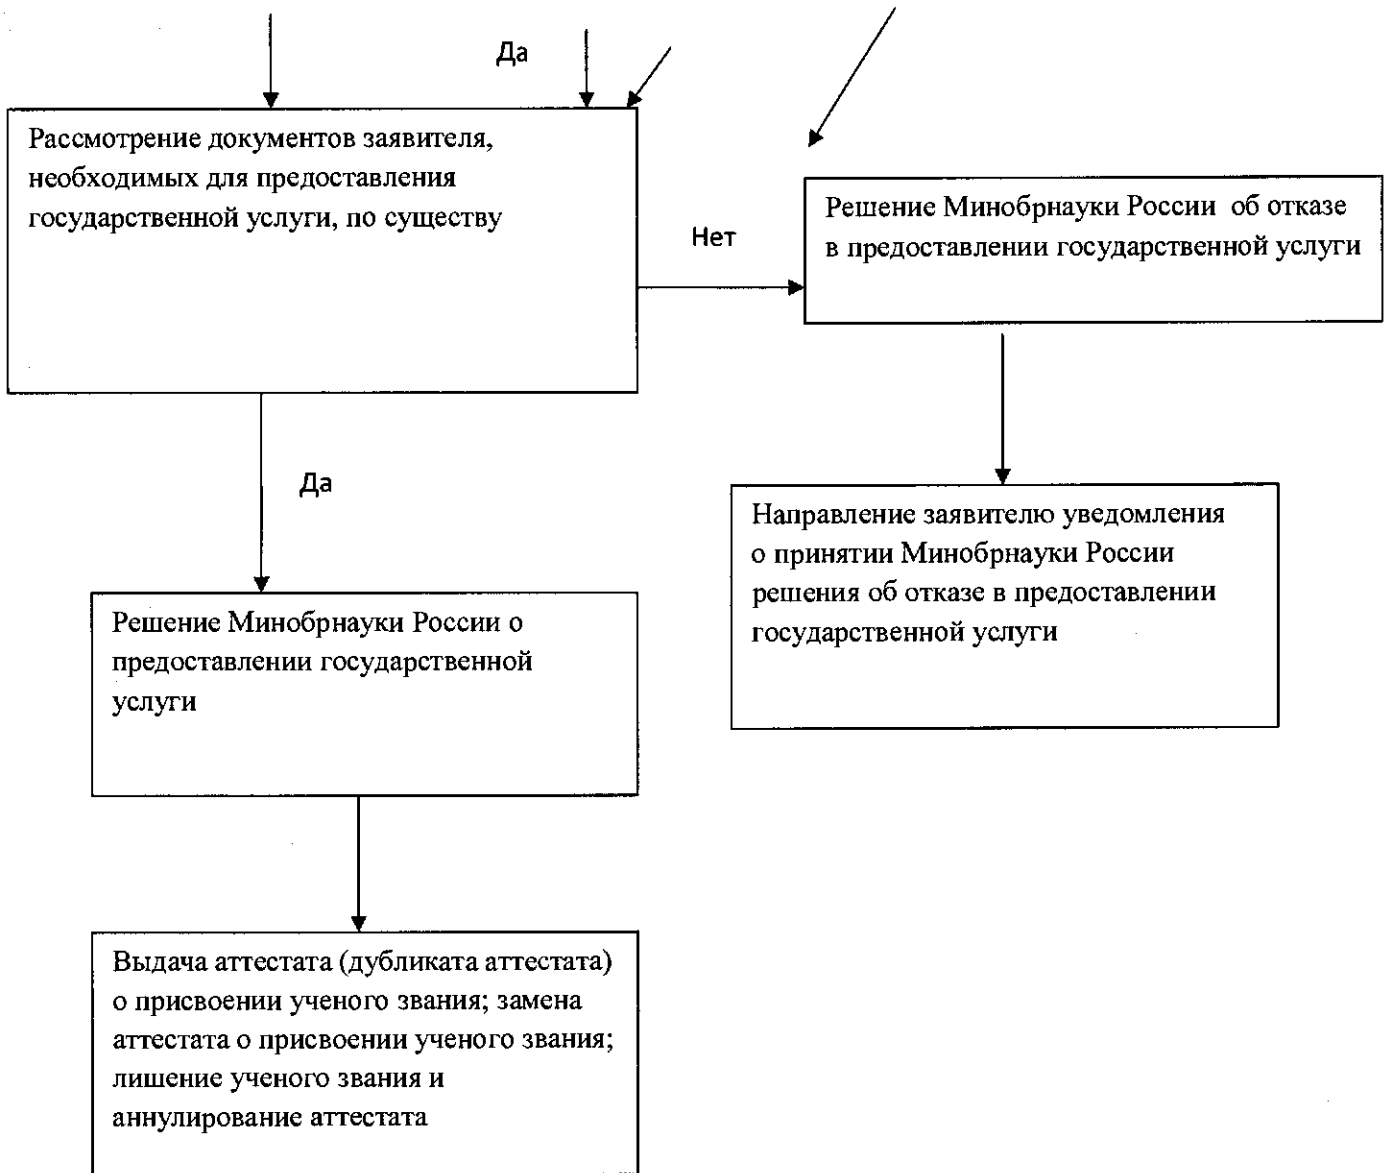 Да
Рассмотрение документов заявителя,
необходимых для предоставления
государственной услуги, по существу
Нет
Решение Минобрнауки России об отказе
в предоставлении государственной услуги
Да
Направление заявителю уведомления
о принятии Минобрнауки России
решения об отказе в предоставлении
государственной услуги
Решение Минобрнауки России о
предоставлении государственной
услуги
Выдача аттестата (дубликата аттестата)
о присвоении ученого звания; замена
аттестата о присвоении ученого звания;
лишение ученого звания и
аннулирование аттестата